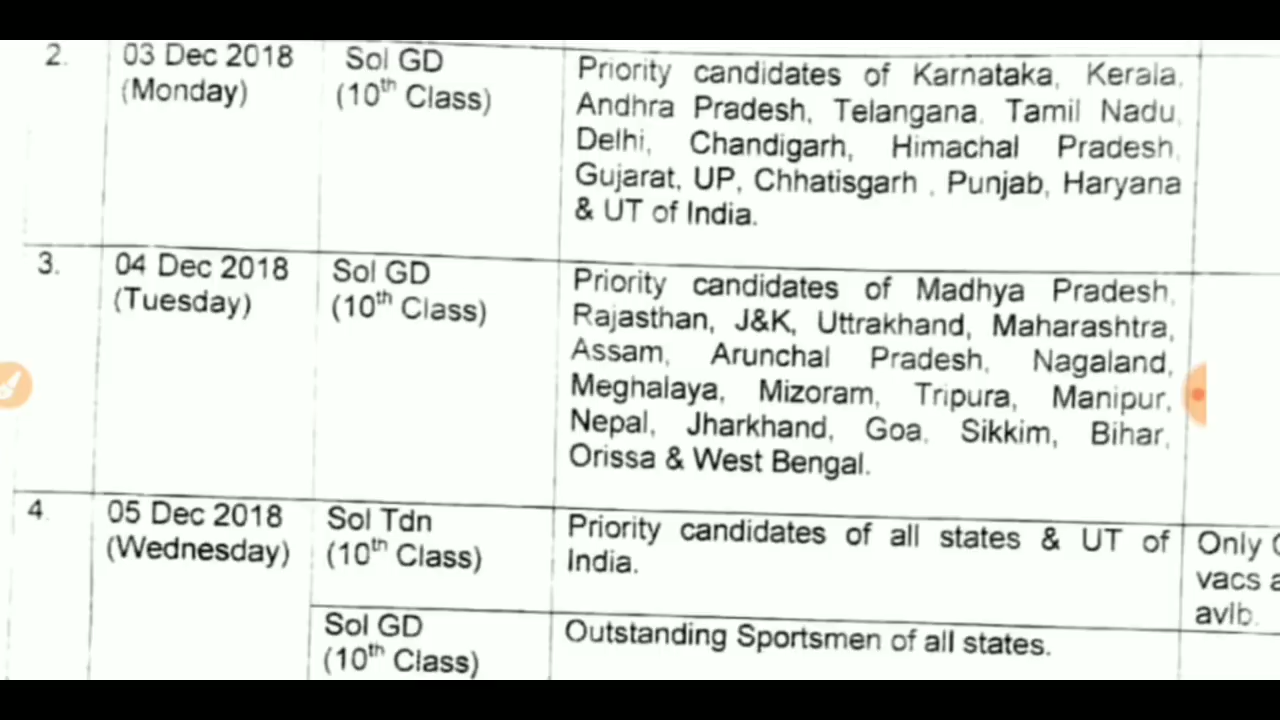 2.
03 Dec 2018
(Monday)
Sol GD
(10th Class)
Priority candidates of Karnataka, Kerala,
Andhra Pradesh, Telangana, Tamil Nadu,
Delhi, Chandigarh, Himachal Pradesh,
Gujarat, UP, Chhatisgarh , Punjab, Haryana
& UT of India.
3.
04 Dec 2018
(Tuesday)
Sol GD
(10th Class)
Priority candidates of Madhya Pradesh,
Rajasthan, J&K, Uttrakhand, Maharashtra,
Assam, Arunchal Pradesh, Nagaland,
Meghalaya, Mizoram, Tripura, Manipur,
Nepal, Jharkhand, Goa, Sikkim, Bihar,
Orissa & West Bengal.
4.
05 Dec 2018
(Wednesday)
Sol Tdn
(10th Class)
Priority candidates of all states & UT of
India.
Only
vacs
avlb.
Sol GD
(10th Class)
Outstanding Sportsmen of all states.